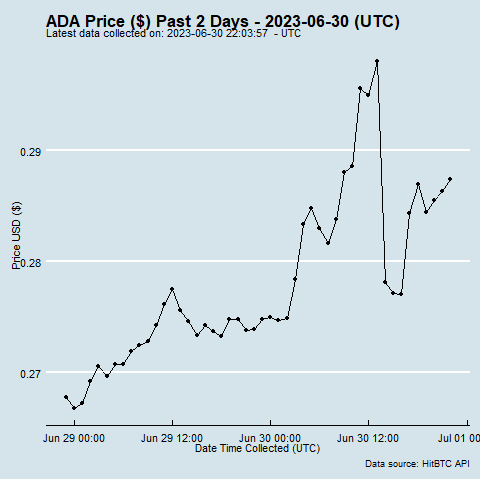 ADA Price ($) Past 2 Days - 2023-06-30 (UTC)
Latest data collected on: 2023-06-30 22:03:57 - UTC
0.29
0.28
0.27
Price USD ($)
Jun 29 00:00
Jun 29 12:00
Jun 30 00:00
Jun 30 12:00
Jul 01 00
Date Time Collected (UTC)
Data source: HitBTC API